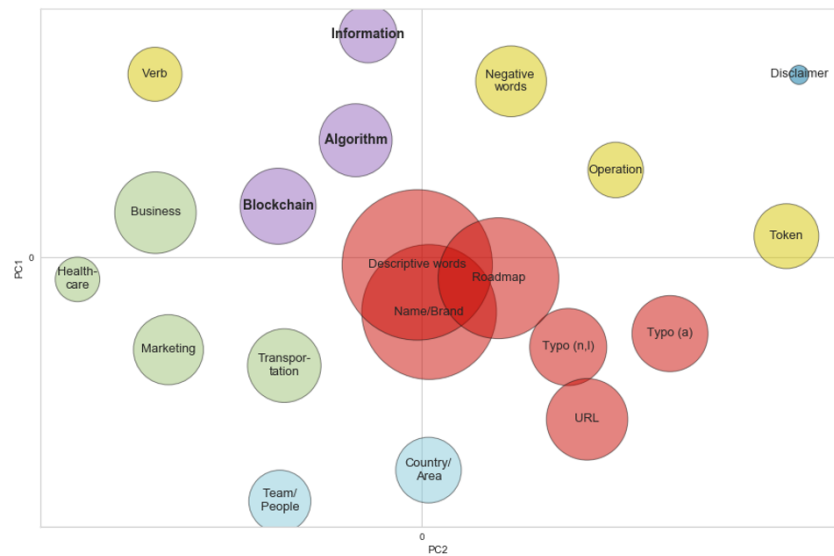 Information
Verb
Negative
words
Disclaimer
Algorithm
Operation
Blockchain
Business
Token
PC1
0
Descriptive words
Health-
care
Roadmap
Name/Brand
Typo (a)
Typo (n,l)
Marketing
Transpor-
tation
URL
Country/
Area
Team/
People
0
PC2